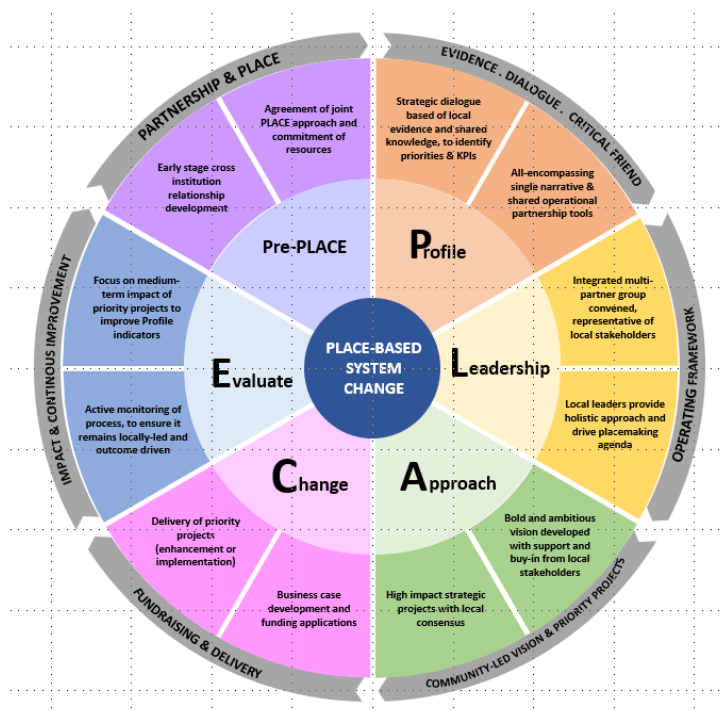 PARTNERSHIP & PLACE
EVIDENCE . DIALOGUE . CRITICAL FRIEND
OPERATING FRAMEWORK
COMMUNITY-LED VISION & PRIORITY PROJECTS
FUNDRAISING & DELIVERY
IMPACT & CONTINOUS IMPROVEMENT
Agreement of joint
PLACE approach and
commitment of
resources
Early stage cross
institution
relationship
development
Pre-PLACE
Strategic dialogue
based of local
evidence and shared
knowledge, to identify
priorities & KPIs
All-encompassing
single narrative &
shared operational
partnership tools
Profile
Integrated multi-
partner group
convened,
representative of
local stakeholders
Local leaders provide
holistic approach and
drive placemaking
agenda
Leadership
Bold and ambitious
vision developed
with support and
buy-in from local
stakeholders
High impact strategic
projects with local
consensus
Approach
Business case
development and
funding applications
Delivery of priority
projects
(enhancement or
implementation)
Change
Active monitoring of
process, to ensure it
remains locally-led and
outcome driven
Focus on medium-
term impact of
priority projects to
improve Profile
indicators
Evaluate
PLACE-BASED
SYSTEM
CHANGE